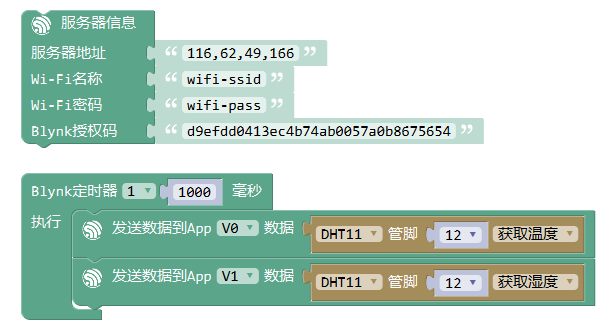 服务器信息
服务器地址 “ 116,62,49,166 ”
Wi-Fi名称 “ wifi-ssid ”
Wi-Fi密码 “ wifi-pass ”
Blynk授权码 “ d9efdd0413ec4b74ab0057a0b8675654 ”
Blynk定时器 1 1000 毫秒
执行 发送数据到App V0 数据 DHT11 管脚 12 获取温度
发送数据到App V1 数据 DHT11 管脚 12 获取湿度